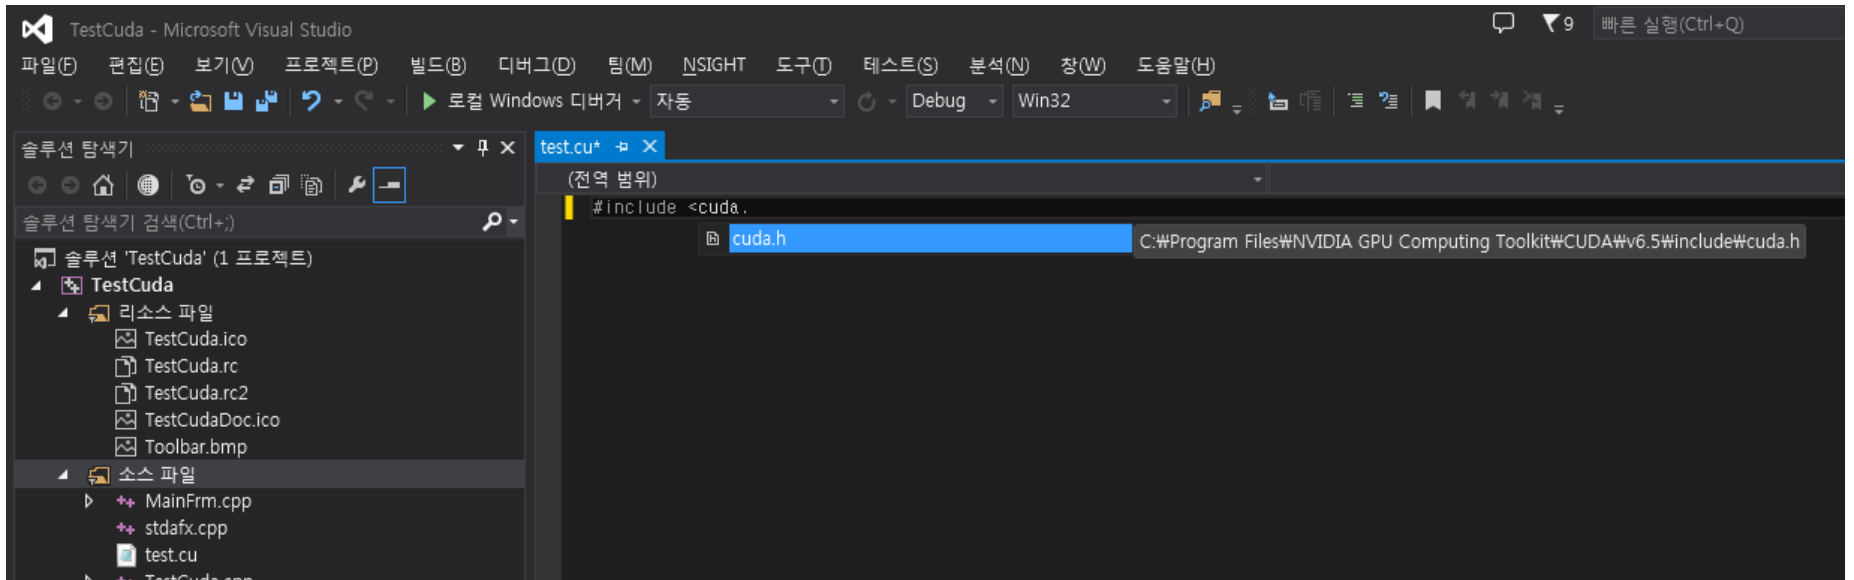 TestCuda - Microsoft Visual Studio
9
빠른 실행(Ctrl+Q)
파일(F) 편집(E) 보기(V) 프로젝트(P) 빌드(B) 디버그(D) 팀(M) NSIGHT 도구(T) 테스트(S) 분석(N) 창(W) 도움말(H)
로컬 Windows 디버거 자동 Debug Win32
솔루션 탐색기
test.cu*
(전역 범위)
#include <cuda.
cuda.h
C:₩Program Files₩NVIDIA GPU Computing Toolkit₩CUDA₩v6.5₩include₩cuda.h
솔루션 탐색기 검색(Ctrl+;)
솔루션 'TestCuda' (1 프로젝트)
TestCuda
리소스 파일
TestCuda.ico
TestCuda.rc
TestCuda.rc2
TestCudaDoc.ico
Toolbar.bmp
소스 파일
MainFrm.cpp
stdafx.cpp
test.cu
TestCuda.cpp